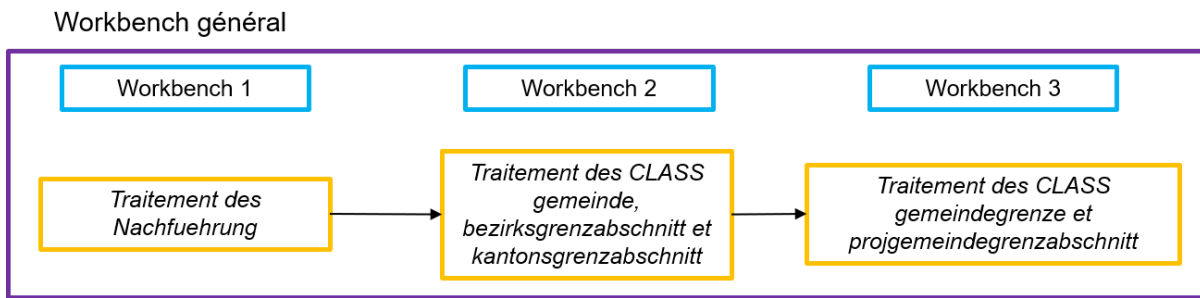 Workbench général
Workbench 1
Workbench 2
Workbench 3
Traitement des
Nachfuehrung
Traitement des CLASS
gemeinde,
bezirksgrenzabschnitt et
kantonsgrenzabschnitt
Traitement des CLASS
gemeindegrenze et
projgemeindegrenzabschnitt